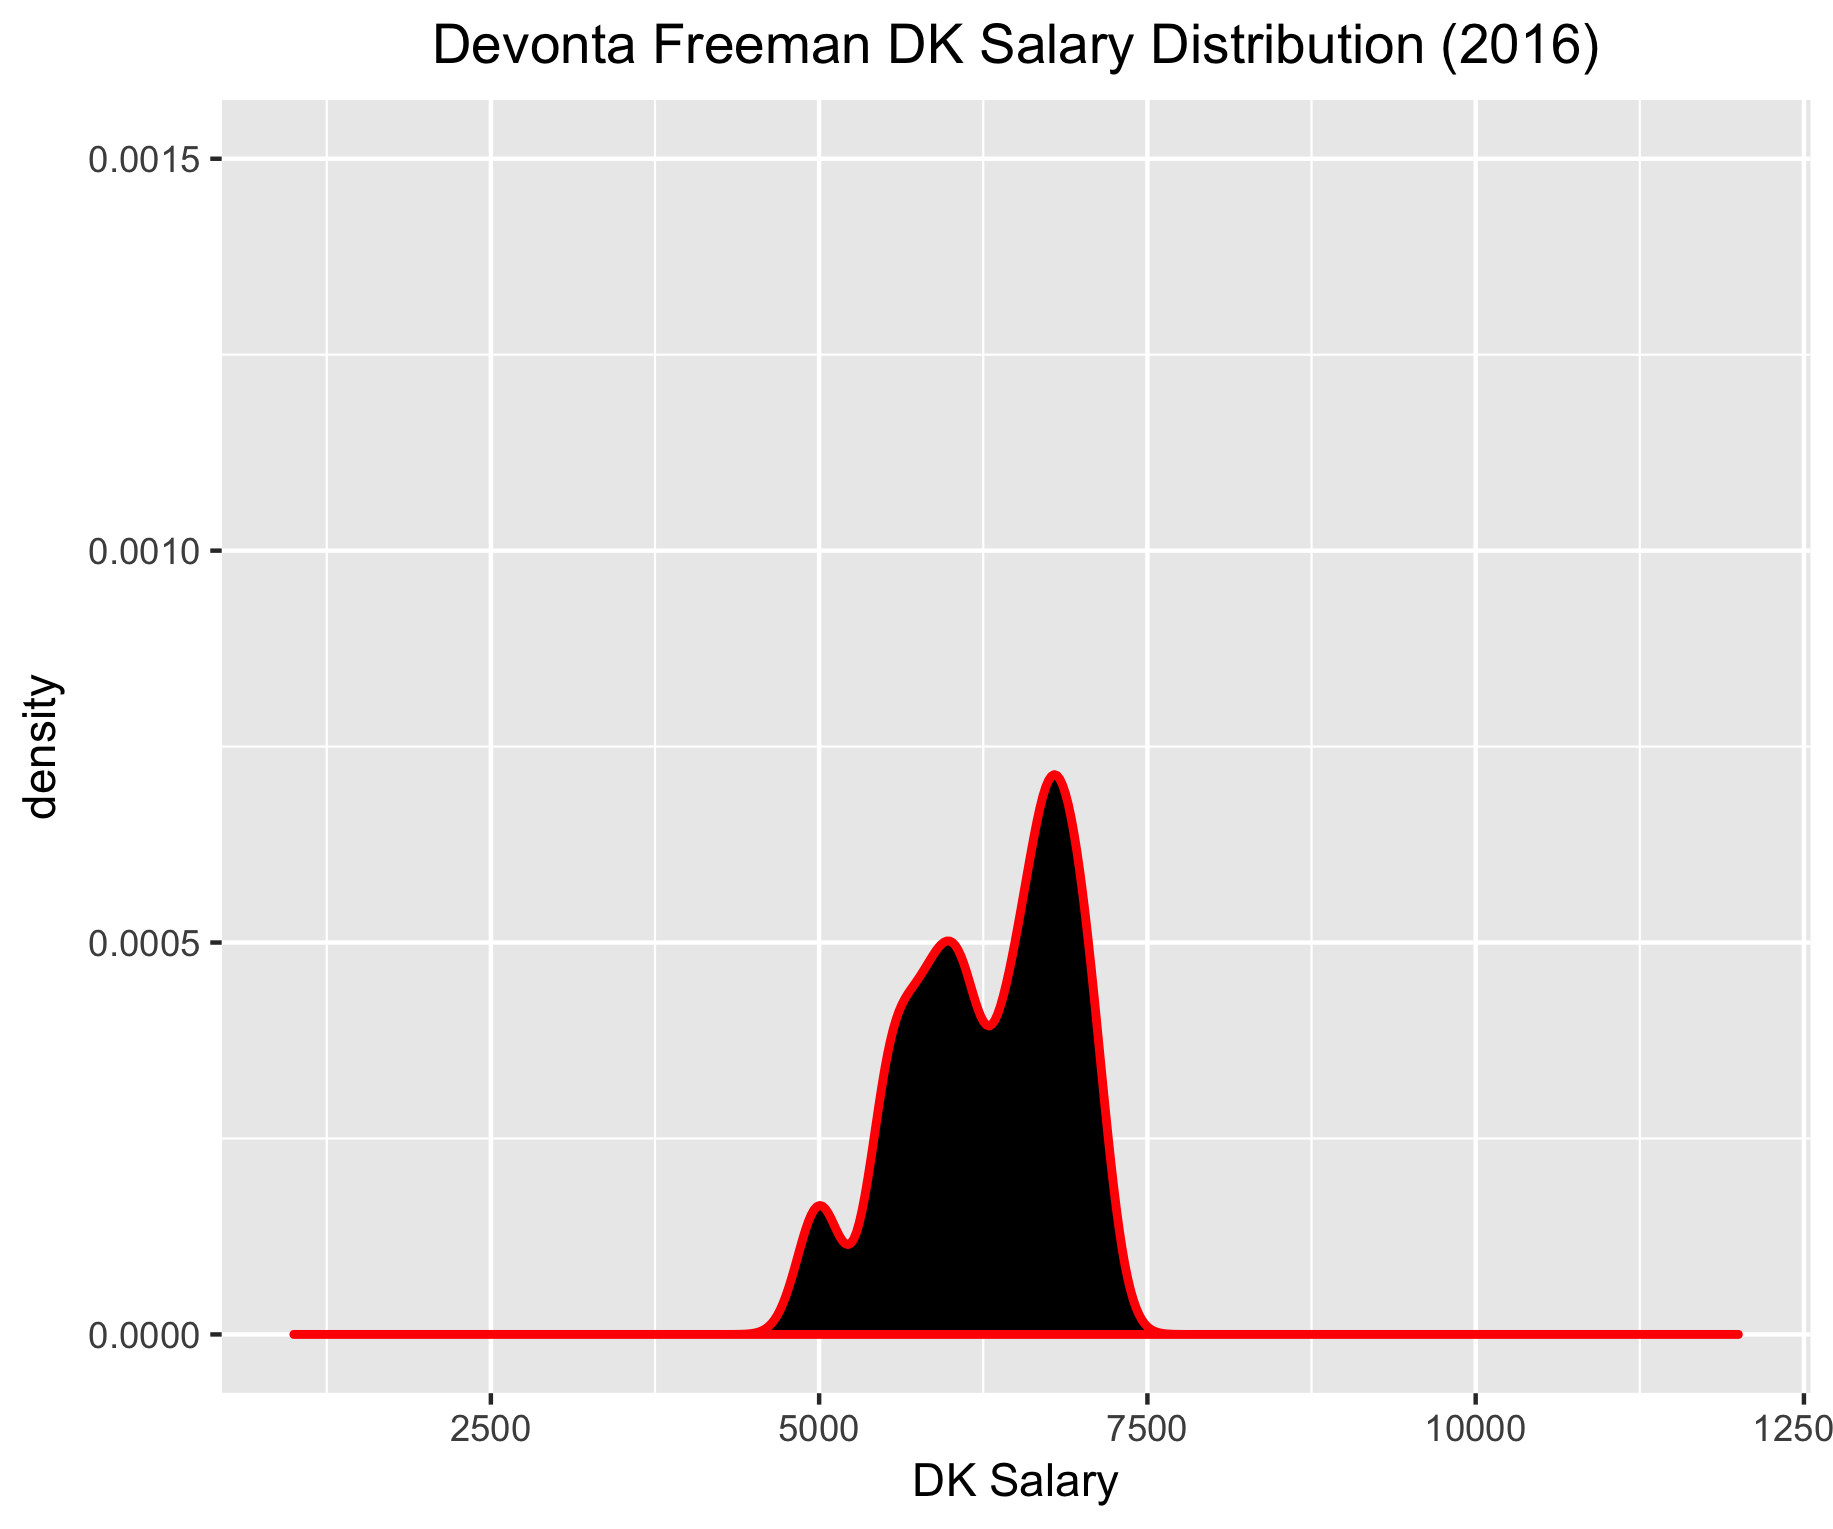 Devonta Freeman DK Salary Distribution (2016)
0.0015
0.0010
0.0005
0.0000
density
2500 5000 7500 10000 1250
DK Salary